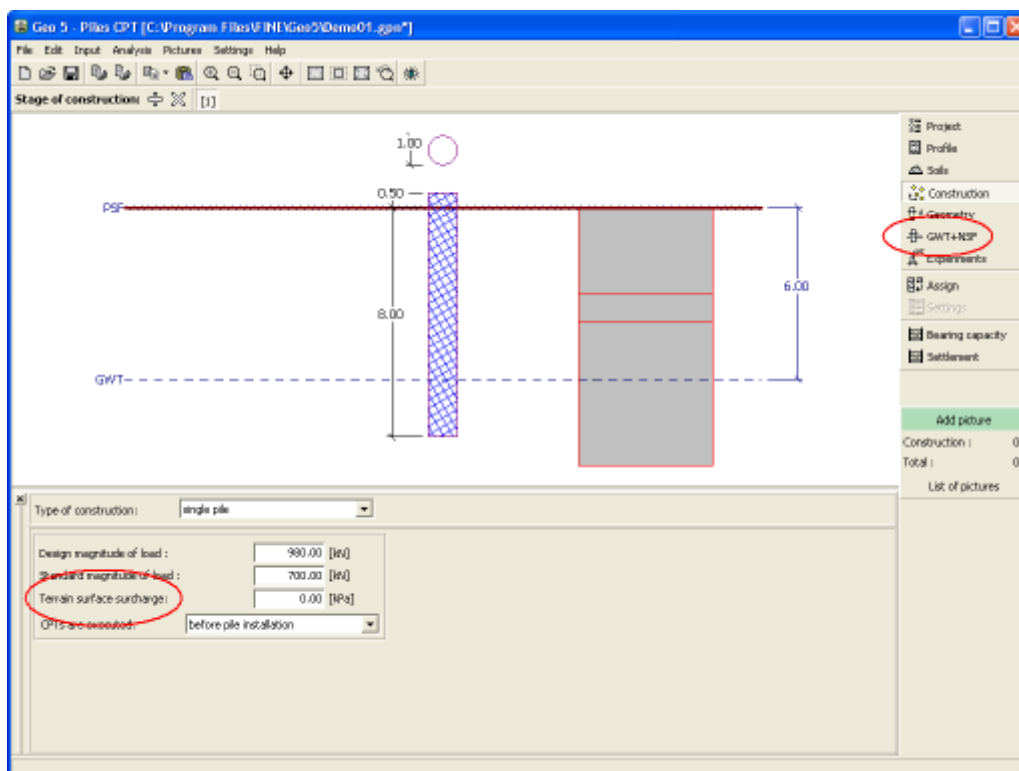 Geo 5 - Piles CPT [C:\Program Files\FINE\Geo5\Demo01.gpn*]
File Edit Input Analysis Pictures Settings Help
Stage of construction: [1]
1.00
0.50
PSF
8.00
6.00
GWT
Project
Profile
Soils
Construction
Geometry
GWT+NSF
Experiments
Assign
Settings
Bearing capacity
Settlement
Add picture
Construction : 0
Total : 0
List of pictures
Type of construction: single pile
Design magnitude of load : 980.00 [kN]
Standard magnitude of load : 700.00 [kN]
Terrain surface surcharge: 0.00 [kPa]
CPTs are executed: before pile installation